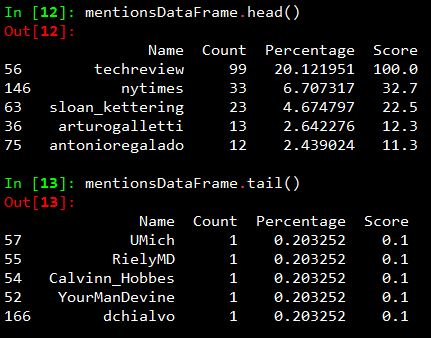 In [12]: mentionsDataFrame.head()
Out[12]:
Name Count Percentage Score
56 techreview 99 20.121951 100.0
146 nytimes 33 6.707317 32.7
63 sloan_kettering 23 4.674797 22.5
36 arturogalletti 13 2.642276 12.3
75 antonioregalado 12 2.439024 11.3
In [13]: mentionsDataFrame.tail()
Out[13]:
Name Count Percentage Score
57 UMich 1 0.203252 0.1
55 RielyMD 1 0.203252 0.1
54 Calvinn_Hobbes 1 0.203252 0.1
52 YourManDevine 1 0.203252 0.1
166 dchialvo 1 0.203252 0.1